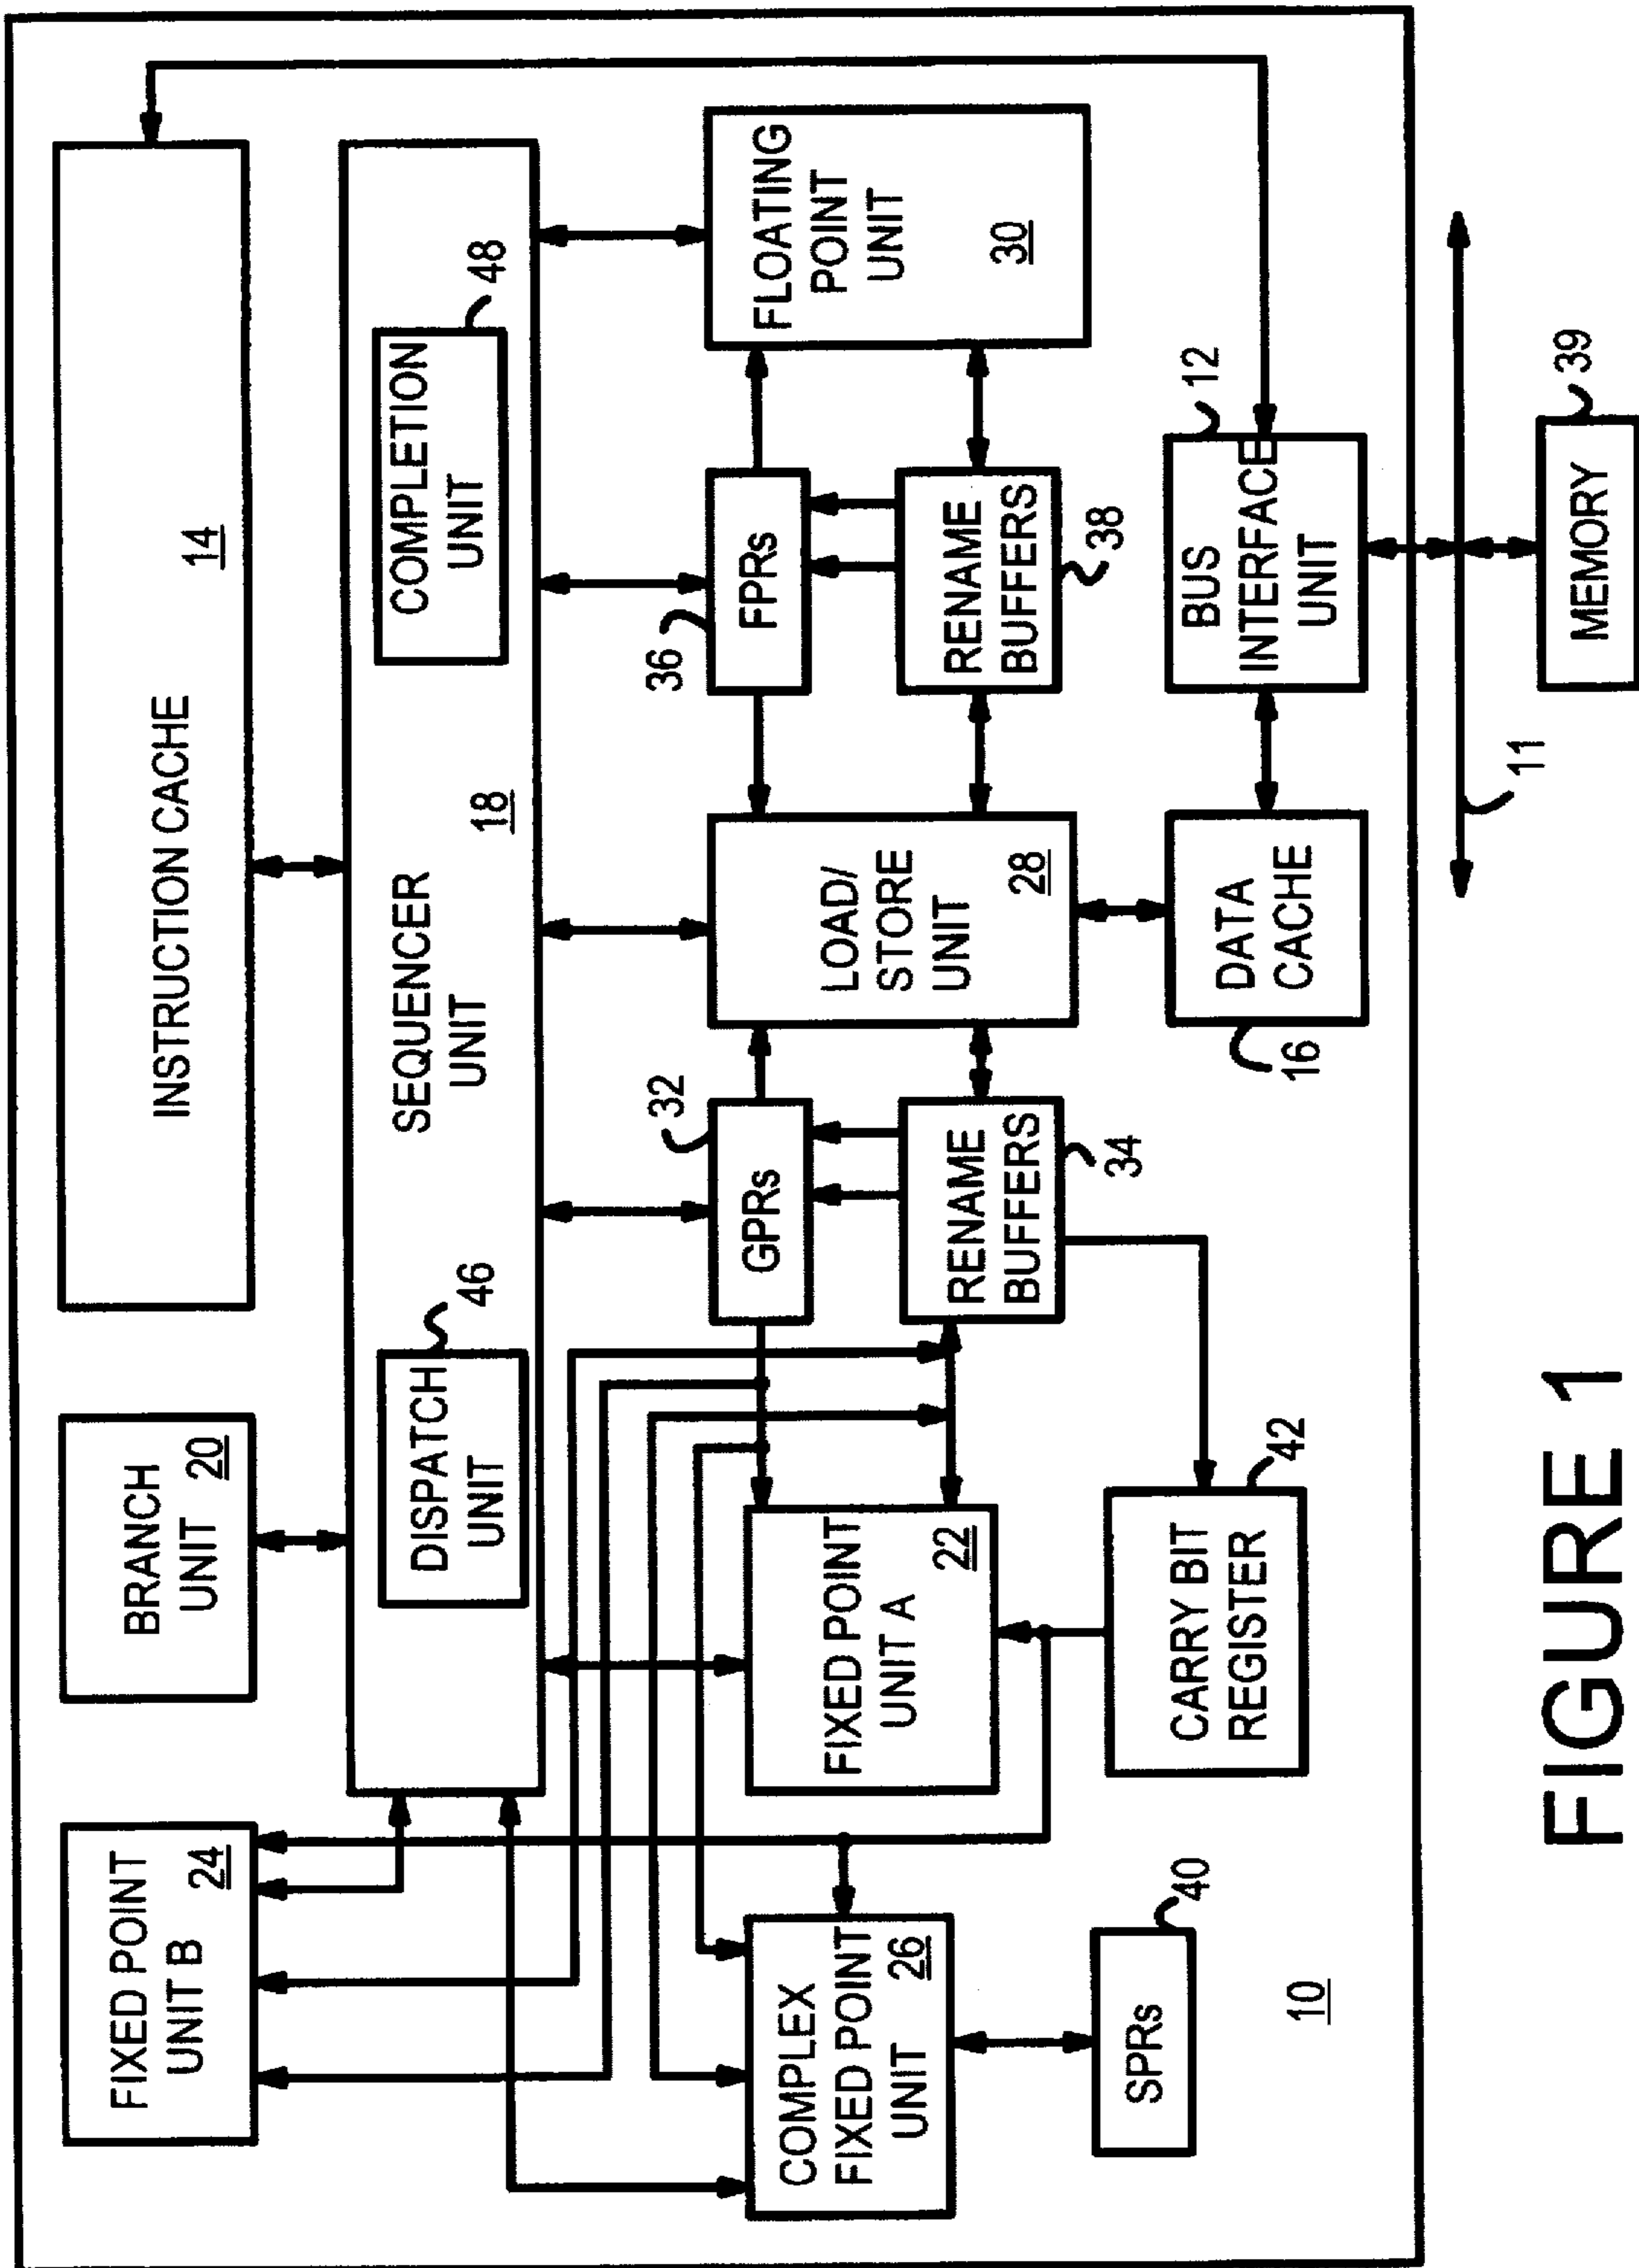 FIXED POINT
UNIT B
24
BRANCH
UNIT
20
INSTRUCTION CACHE
14
SEQUENCER
UNIT
18
DISPATCH
UNIT
46
COMPLETION
UNIT
48
COMPLEX
FIXED POINT
UNIT
26
FIXED POINT
UNIT A
22
GPRs
32
RENAME
BUFFERS
34
LOAD/
STORE
UNIT
28
FPRs
36
RENAME
BUFFERS
38
FLOATING
POINT
UNIT
30
SPRs
40
CARRY BIT
REGISTER
42
DATA
CACHE
16
BUS
INTERFACE
UNIT
12
10
11
MEMORY
39
FIGURE 1